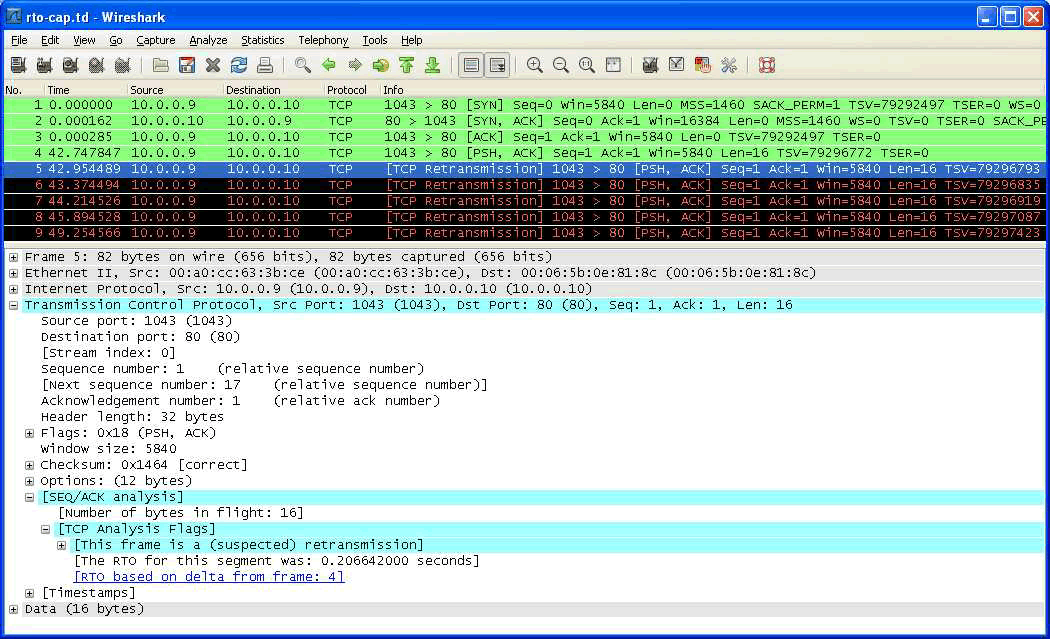 rto-cap.td - Wireshark
File Edit View Go Capture Analyze Statistics Telephony Tools Help
No. Time Source Destination Protocol Info
1 0.000000 10.0.0.9 10.0.0.10 TCP 1043 > 80 [SYN] Seq=0 Win=5840 Len=0 MSS=1460 SACK_PERM=1 TSV=79292497 TSER=0 WS=0
2 0.000162 10.0.0.10 10.0.0.9 TCP 80 > 1043 [SYN, ACK] Seq=0 Ack=1 Win=16384 Len=0 MSS=1460 WS=0 TSV=0 TSER=0 SACK_PE
3 0.000285 10.0.0.9 10.0.0.10 TCP 1043 > 80 [ACK] Seq=1 Ack=1 Win=5840 Len=0 TSV=79292497 TSER=0
4 42.747847 10.0.0.9 10.0.0.10 TCP 1043 > 80 [PSH, ACK] Seq=1 Ack=1 Win=5840 Len=16 TSV=79296772 TSER=0
5 42.954489 10.0.0.9 10.0.0.10 TCP [TCP Retransmission] 1043 > 80 [PSH, ACK] Seq=1 Ack=1 Win=5840 Len=16 TSV=79296793
6 43.374494 10.0.0.9 10.0.0.10 TCP [TCP Retransmission] 1043 > 80 [PSH, ACK] Seq=1 Ack=1 Win=5840 Len=16 TSV=79296835
7 44.214526 10.0.0.9 10.0.0.10 TCP [TCP Retransmission] 1043 > 80 [PSH, ACK] Seq=1 Ack=1 Win=5840 Len=16 TSV=79296919
8 45.894528 10.0.0.9 10.0.0.10 TCP [TCP Retransmission] 1043 > 80 [PSH, ACK] Seq=1 Ack=1 Win=5840 Len=16 TSV=79297087
9 49.254566 10.0.0.9 10.0.0.10 TCP [TCP Retransmission] 1043 > 80 [PSH, ACK] Seq=1 Ack=1 Win=5840 Len=16 TSV=79297423
Frame 5: 82 bytes on wire (656 bits), 82 bytes captured (656 bits)
Ethernet II, Src: 00:a0:cc:63:3b:ce (00:a0:cc:63:3b:ce), Dst: 00:06:5b:0e:81:8c (00:06:5b:0e:81:8c)
Internet Protocol, Src: 10.0.0.9 (10.0.0.9), Dst: 10.0.0.10 (10.0.0.10)
Transmission Control Protocol, Src Port: 1043 (1043), Dst Port: 80 (80), Seq: 1, Ack: 1, Len: 16
Source port: 1043 (1043)
Destination port: 80 (80)
[Stream index: 0]
Sequence number: 1 (relative sequence number)
[Next sequence number: 17 (relative sequence number)]
Acknowledgement number: 1 (relative ack number)
Header length: 32 bytes
Flags: 0x18 (PSH, ACK)
Window size: 5840
Checksum: 0x1464 [correct]
Options: (12 bytes)
[SEQ/ACK analysis]
[Number of bytes in flight: 16]
[TCP Analysis Flags]
[This frame is a (suspected) retransmission]
[The RTO for this segment was: 0.206642000 seconds]
[RTO based on delta from frame: 4]
[Timestamps]
Data (16 bytes)